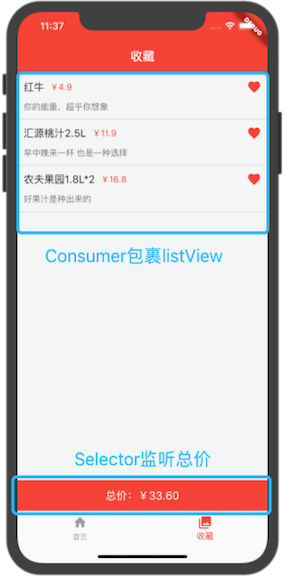 11:37
DEBUG
收藏
红牛 ￥4.9
你的能量，超乎你想象
汇源桃汁2.5L ￥11.9
早中晚来一杯 也是一种选择
农夫果园1.8L*2 ￥16.8
好果汁是种出来的
Consumer包裹listView
Selector监听总价
总价：￥33.60
首页 收藏